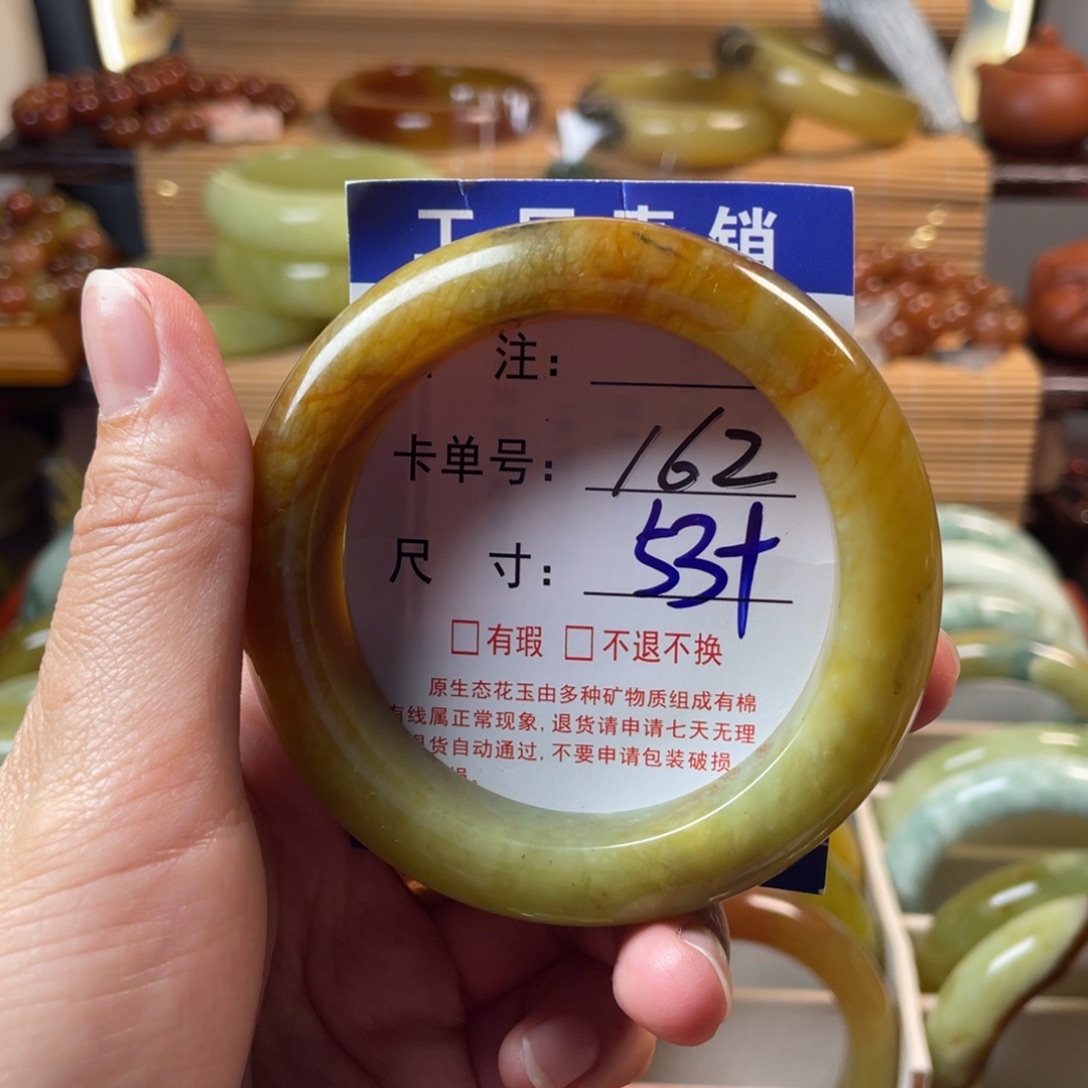 销
注：
卡单号：162
尺 寸：53+
□有瑕 □不退不换
原生态花玉由多种矿物质组成有棉
有线属正常现象，退货请申请七天无理
退货自动通过，不要申请包装破损